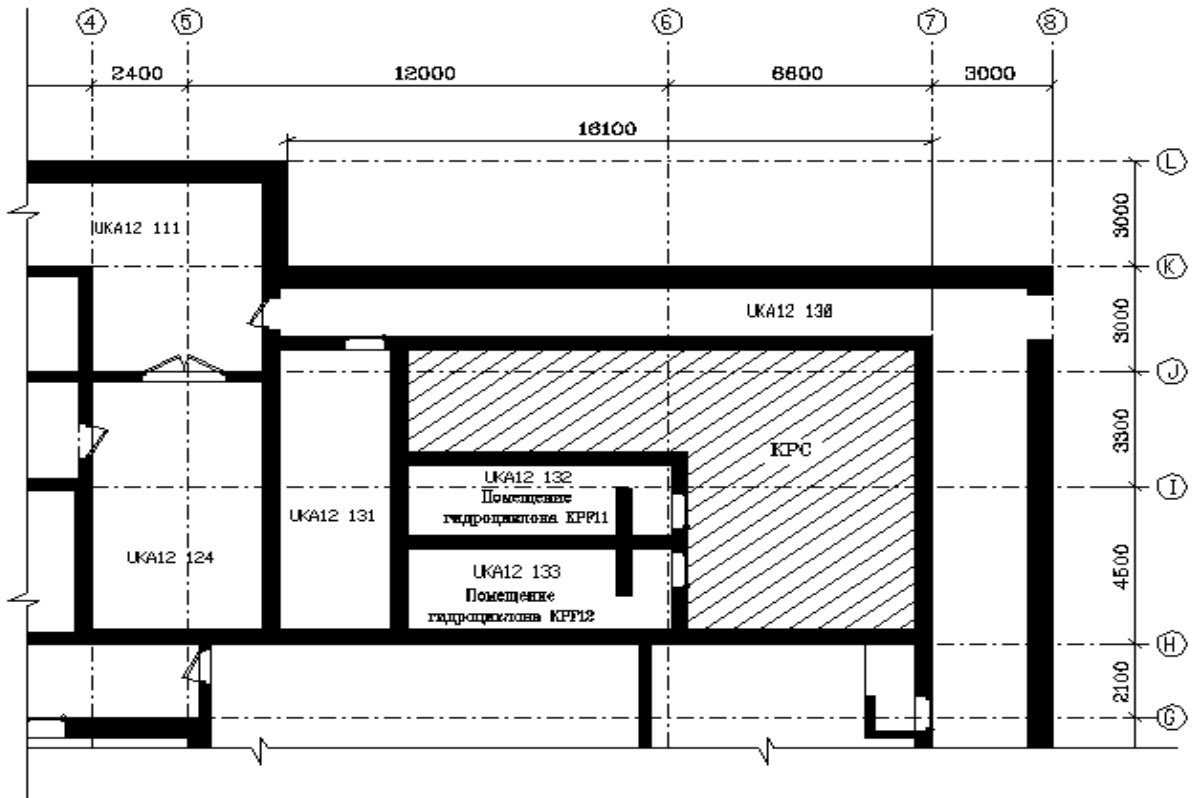 4 5 6 7 8
2400 12000 6600 3000
16100
L
3000
UKA12 111
K
UKA12 130
3000
J
3300
KPC
UKA12 132
Помещение
гидроциклона KPF11
I
UKA12 131
UKA12 124
UKA12 133
Помещение
гидроциклона KPF12
4500
H
2100
G